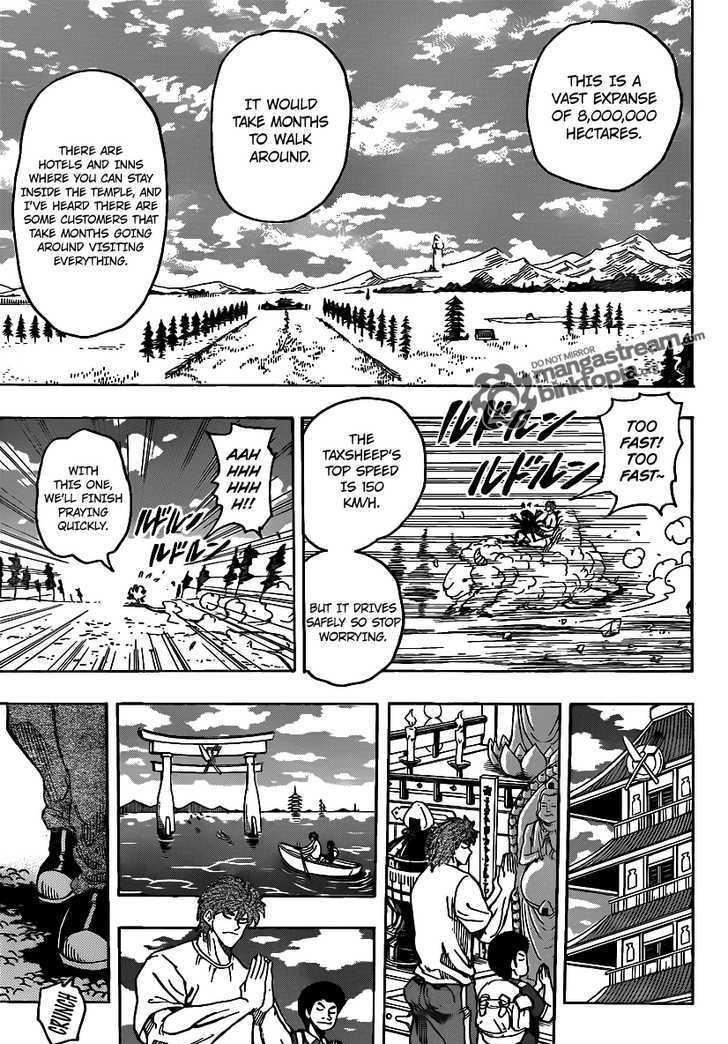 THIS IS A
VAST EXPANSE
OF 8,000,000
HECTARES.
IT WOULD
TAKE MONTHS
TO WALK
AROUND.
THERE ARE
HOTELS AND INNS
WHERE YOU CAN STAY
INSIDE THE TEMPLE, AND
I'VE HEARD THERE ARE
SOME CUSTOMERS THAT
TAKE MONTHS GOING
AROUND VISITING
EVERYTHING.
DO NOT MIRROR
mangastream.com
binktopia
TOO
FAST!
TOO
FAST~
ルドルン
ルドルン
THE
TAXSHEEP'S
TOP SPEED
IS 150
KM/H.
BUT IT DRIVES
SAFELY SO STOP
WORRYING.
AAH
HHH
HHH
H!!
ルドルン
ルドルン
WITH
THIS ONE,
WE'LL FINISH
PRAYING
QUICKLY.
CRUNCH